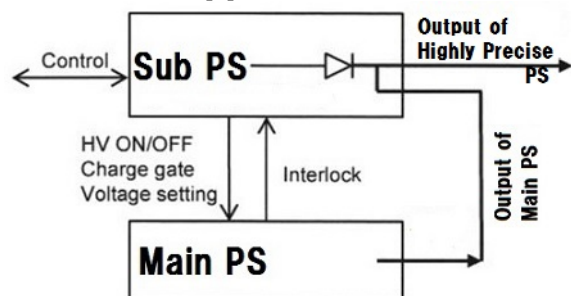 Control
Sub PS
Output of
Highly Precise
PS
HV ON/OFF
Charge gate
Voltage setting
Interlock
Output of
Main PS
Main PS